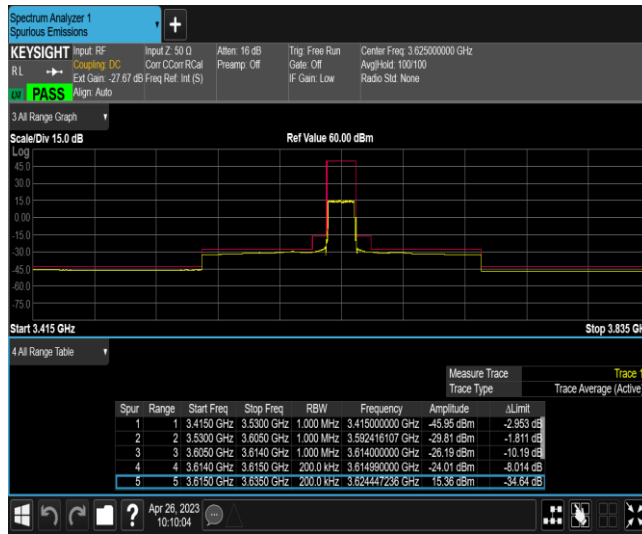 Spectrum Analyzer 1
Spurious Emissions
+
KEYSIGHT Input: RF Input Z: 50 Ω Atten: 16 dB Trig: Free Run Center Freq: 3.625000000 GHz
RL Coupling: DC Corr CCorr RCal Preamp: Off Gate: Off Avg|Hold: 100/100
Ext Gain: -27.67 dB Freq Ref: Int (S) IF Gain: Low Radio Std: None
PASS Align: Auto
3 All Range Graph
Scale/Div 15.0 dB Ref Value 60.00 dBm
Log
45.0
30.0
15.0
0.00
-15.0
-30.0
-45.0
-60.0
-75.0
Start 3.415 GHz Stop 3.835 GH
4 All Range Table
Measure Trace Trace 1
Trace Type Trace Average (Active)
Spur Range Start Freq Stop Freq RBW Frequency Amplitude ΔLimit
1 1 3.4150 GHz 3.5300 GHz 1.000 MHz 3.415000000 GHz -45.95 dBm -2.953 dB
2 2 3.5300 GHz 3.6050 GHz 1.000 MHz 3.592416107 GHz -29.81 dBm -1.811 dB
3 3 3.6050 GHz 3.6140 GHz 1.000 MHz 3.614000000 GHz -26.19 dBm -10.19 dB
4 4 3.6140 GHz 3.6150 GHz 200.0 kHz 3.614990000 GHz -24.01 dBm -8.014 dB
5 5 3.6150 GHz 3.6350 GHz 200.0 kHz 3.624447236 GHz 15.36 dBm -34.64 dB
? Apr 26, 2023
10:10:04